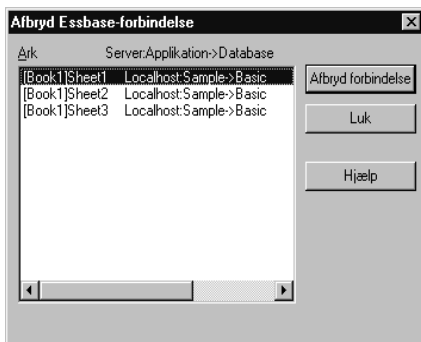 Afbryd Essbase-forbindelse
Ark Server:Applikation->Database
[Book1]Sheet1 Localhost:Sample->Basic
[Book1]Sheet2 Localhost:Sample->Basic
[Book1]Sheet3 Localhost:Sample->Basic
Afbryd forbindelse
Luk
Hjælp